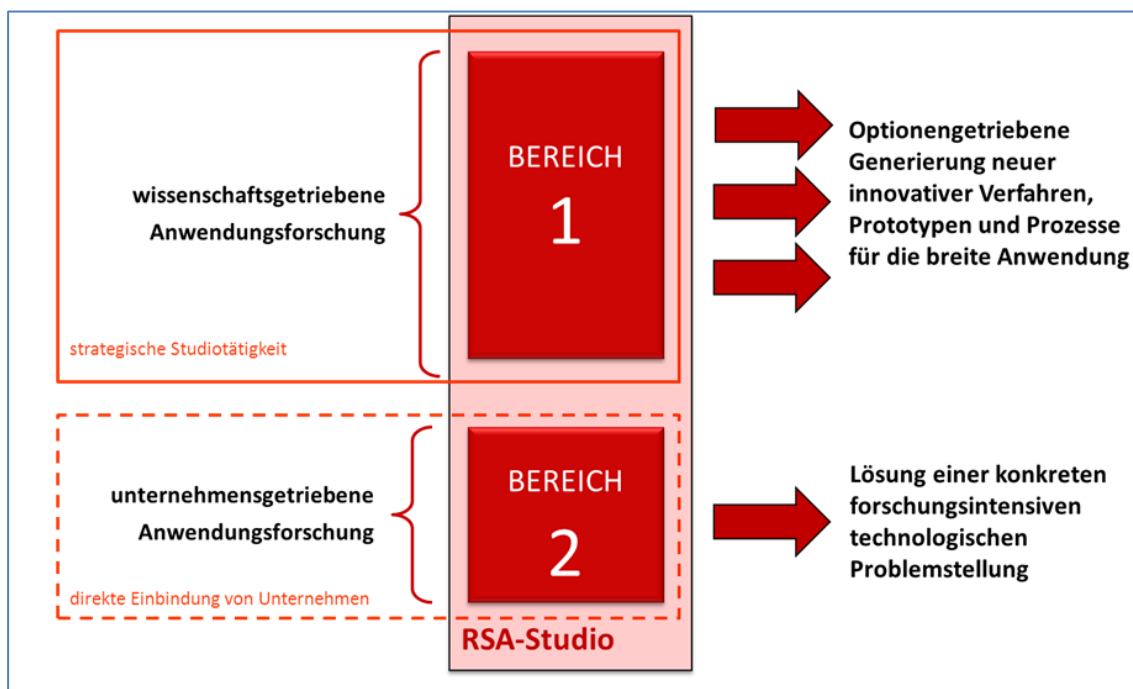 wissenschaftsgetriebene
Anwendungsforschung
strategische Studiotätigkeit
BEREICH
1
Optionengetriebene
Generierung neuer
innovativer Verfahren,
Prototypen und Prozesse
für die breite Anwendung
unternehmensgetriebene
Anwendungsforschung
direkte Einbindung von Unternehmen
BEREICH
2
Lösung einer konkreten
forschungsintensiven
technologischen
Problemstellung
RSA-Studio